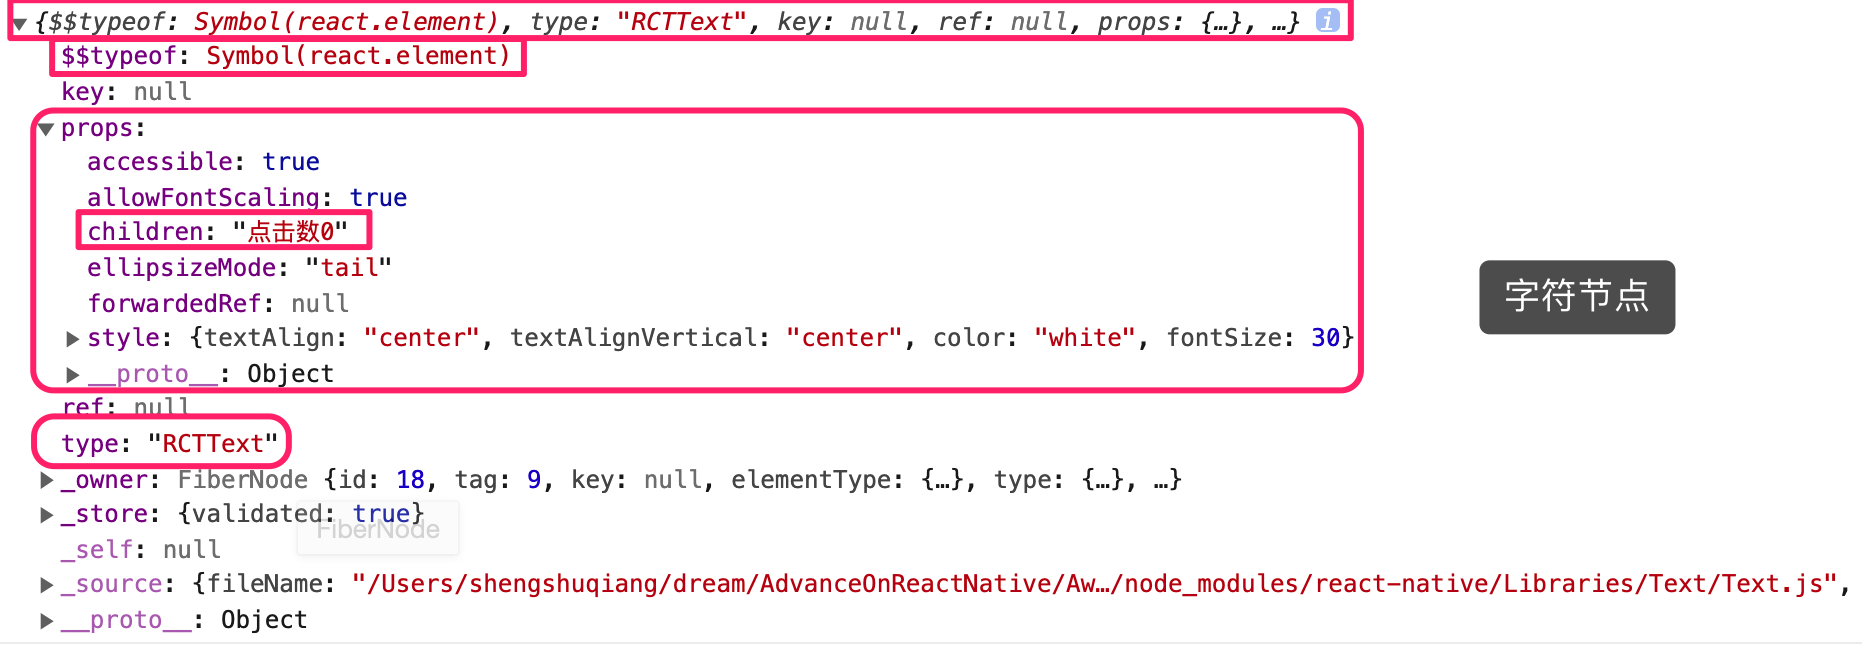 ▼{$$typeof: Symbol(react.element), type: "RCTText", key: null, ref: null, props: {…}, …} i
$$typeof: Symbol(react.element)
key: null
▼props:
accessible: true
allowFontScaling: true
children: "点击数0"
ellipsizeMode: "tail"
forwardedRef: null
▶style: {textAlign: "center", textAlignVertical: "center", color: "white", fontSize: 30}
▶__proto__: Object
字符节点
ref: null
type: "RCTText"
▶_owner: FiberNode {id: 18, tag: 9, key: null, elementType: {…}, type: {…}, …}
▶_store: {validated: true}
FiberNode
_self: null
▶_source: {fileName: "/Users/shengshuqiang/dream/AdvanceOnReactNative/Aw…/node_modules/react-native/Libraries/Text/Text.js",
▶__proto__: Object